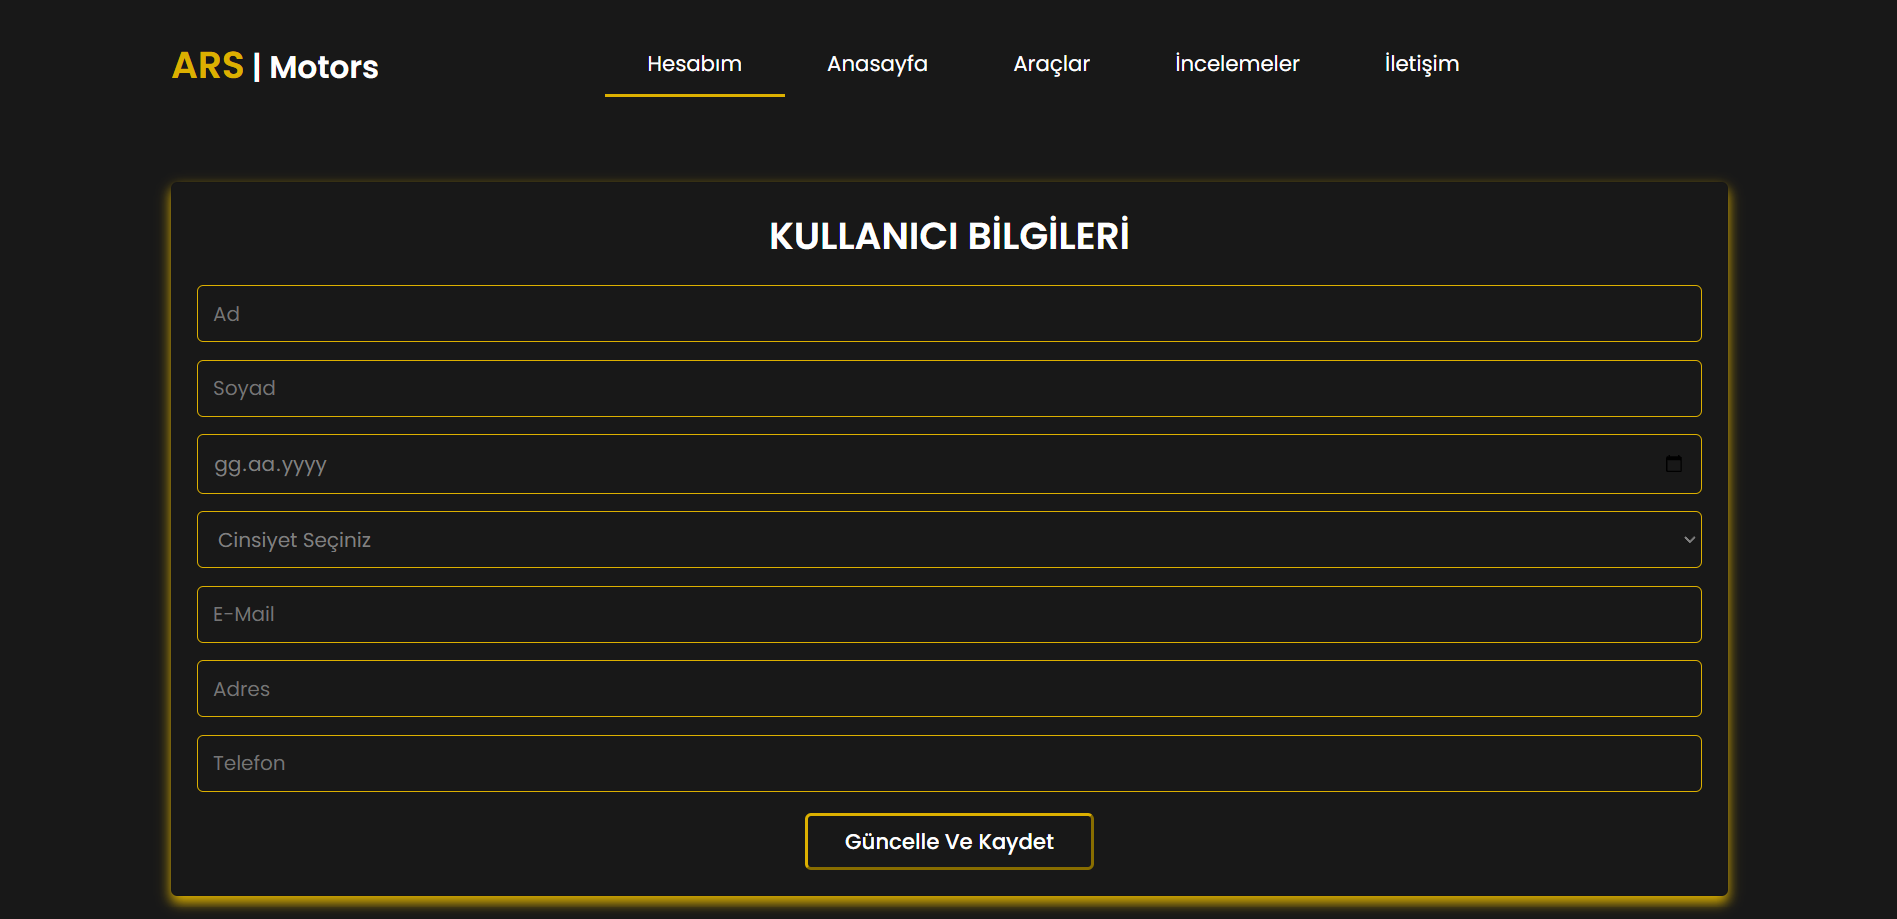 ARS | Motors
Hesabım Anasayfa Araçlar İncelemeler İletişim
KULLANICI BİLGİLERİ
Ad
Soyad
gg.aa.yyyy
Cinsiyet Seçiniz
E-Mail
Adres
Telefon
Güncelle Ve Kaydet